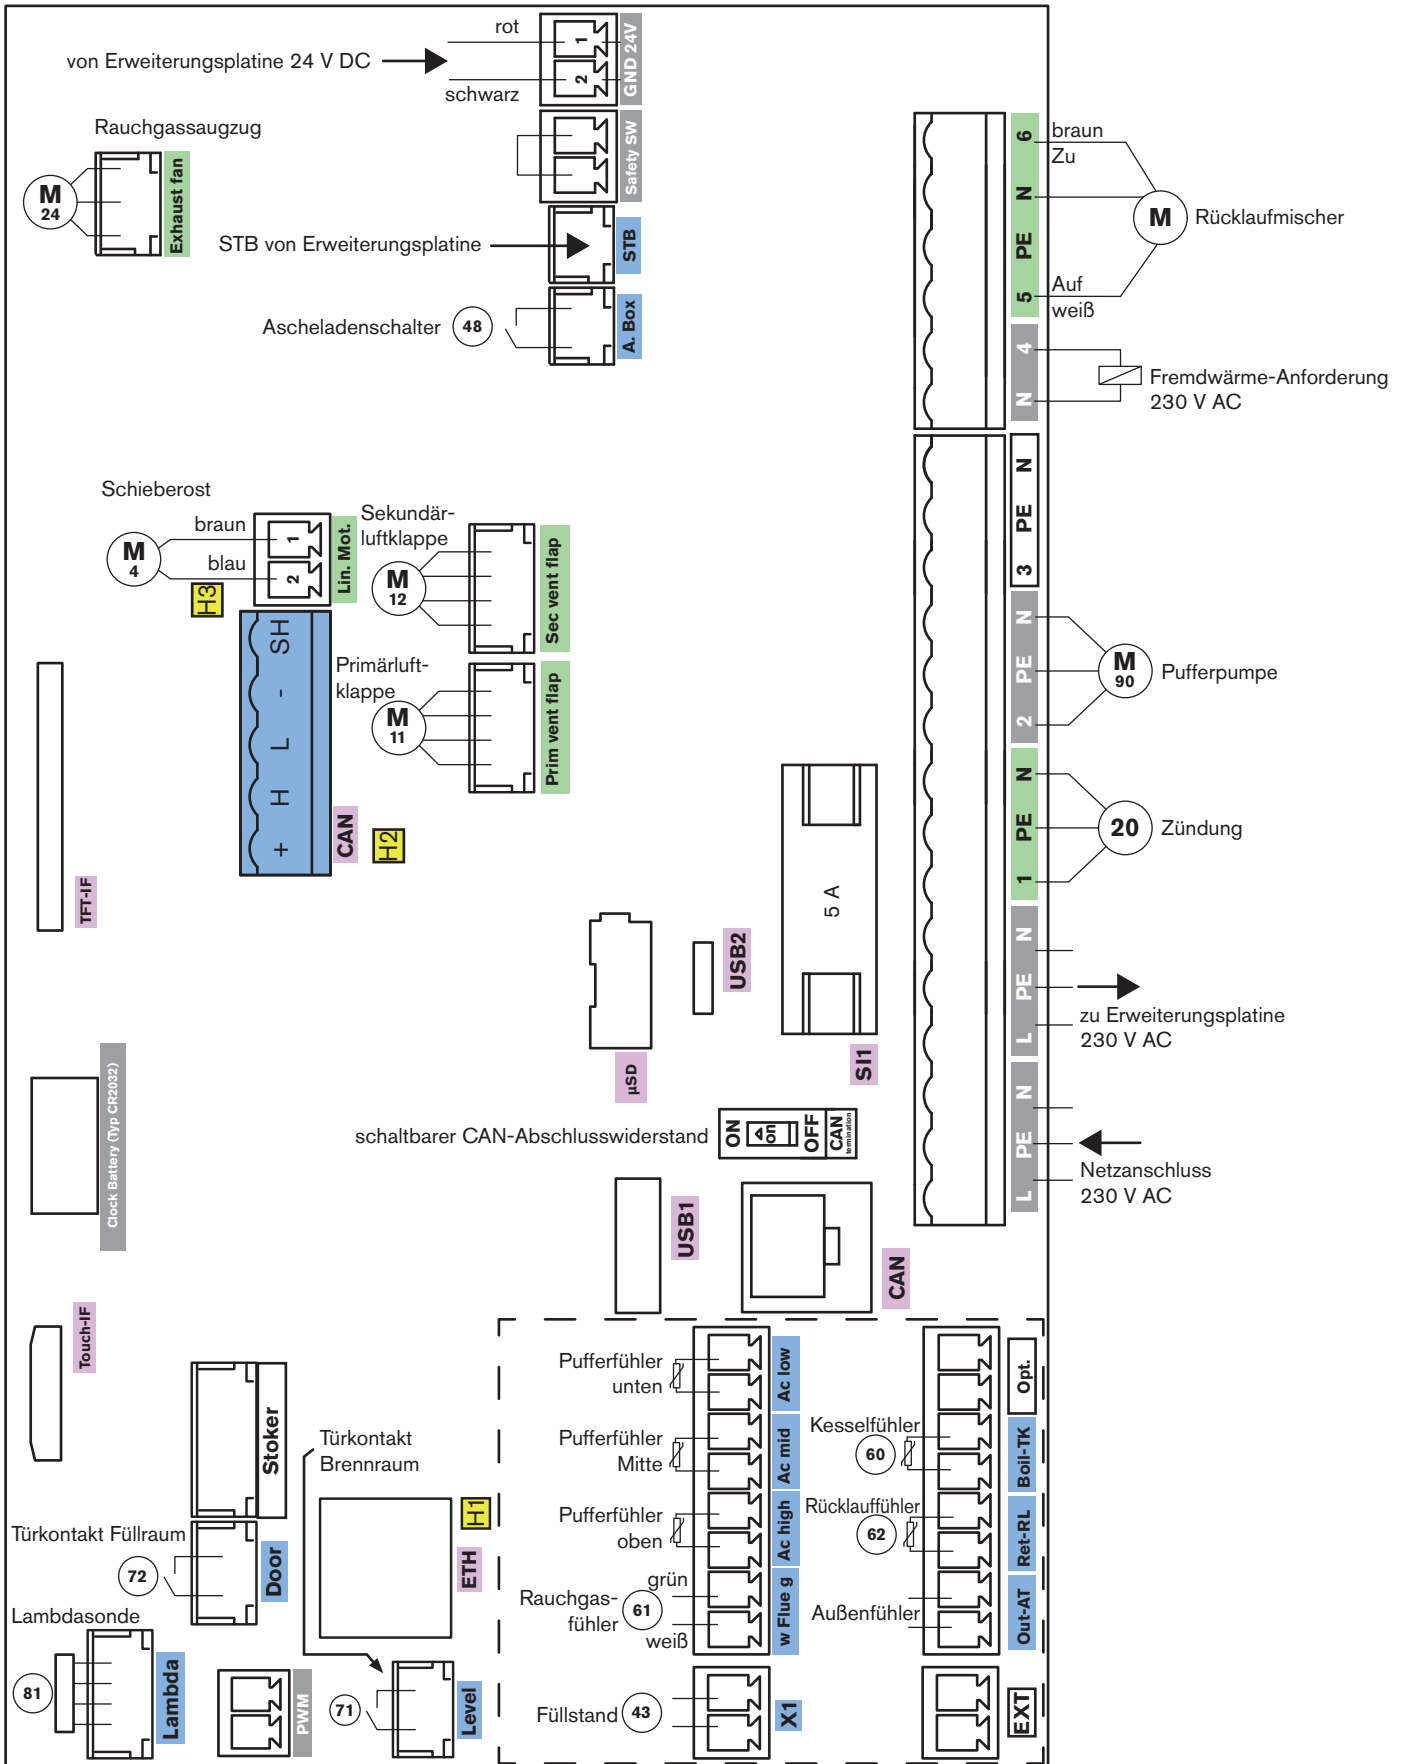 rot
von Erweiterungsplatine 24 V DC
schwarz
1
2
GND 24V
Safety SW
Rauchgassaugzug
M
24
Exhaust fan
STB von Erweiterungsplatine
STB
Ascheladenschalter
48
A. Box
6
N
PE
5
braun
Zu
M
Rücklaufmischer
Auf
weiß
4
N
Fremdwärme-Anforderung
230 V AC
N
PE
3
Schieberost
braun
M
4
blau
1
2
Lin. Mot.
H3
Sekundär-
luftklappe
M
12
Sec vent flap
Primärluft-
klappe
M
11
Prim vent flap
SH
-
L
H
+
CAN
H2
N
PE
2
M
90
Pufferpumpe
N
PE
1
20
Zündung
TFT-IF
5 A
SI1
USB2
µSD
N
PE
L
zu Erweiterungsplatine
230 V AC
N
PE
L
Netzanschluss
230 V AC
Clock Battery (Typ CR2032)
schaltbarer CAN-Abschlusswiderstand
ON
on
OFF
CAN
termination
USB1
CAN
Touch-IF
Stoker
Türkontakt
Brennraum
Türkontakt Füllraum
72
Door
H1
ETH
Lambdasonde
81
Lambda
PWM
71
Level
Pufferfühler
unten
Ac low
Pufferfühler
Mitte
Ac mid
Pufferfühler
oben
Ac high
grün
Rauchgas-
fühler
61
weiß
w Flue g
Füllstand
43
X1
Opt.
Kesselfühler
60
Boil-TK
Rücklauffühler
62
Ret-RL
Außenfühler
Out-AT
EXT